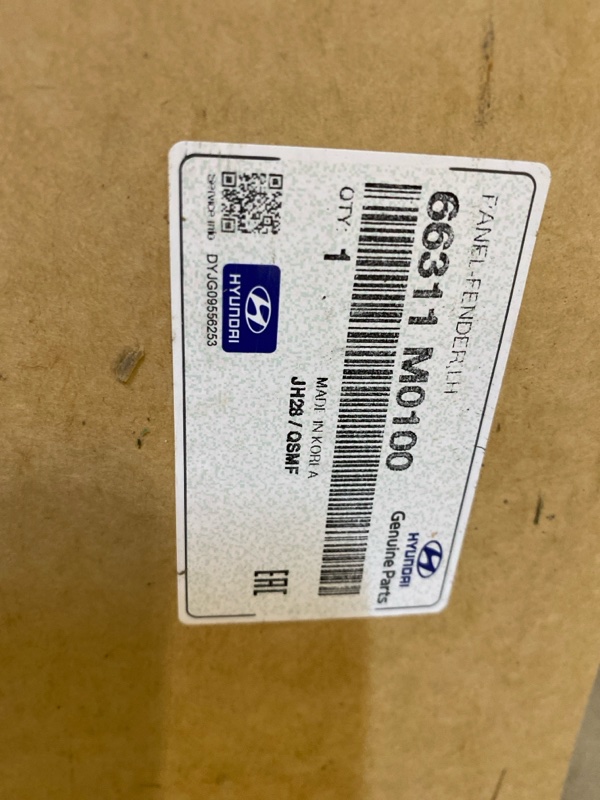 PANEL-FENDER,LH
66311 M0100
HYUNDAI
Genuine Parts
QTY. 1
MADE IN KOREA
JH28 / QSMF
EAC
HYUNDAI
DYJG09556253